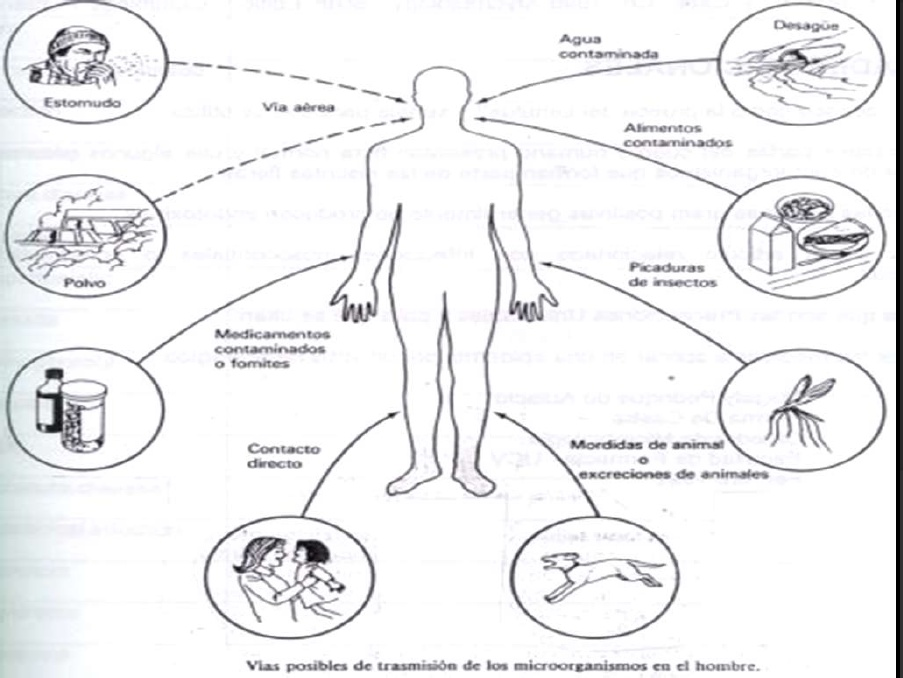 Desagüe
Agua
contaminada
Estornudo
Vía aérea
Alimentos
contaminados
Polvo
Picaduras
de insectos
Medicamentos
contaminados
o fomites
Contacto
directo
Mordidas de animal
o
excreciones de animales
Vías posibles de trasmisión de los microorganismos en el hombre.